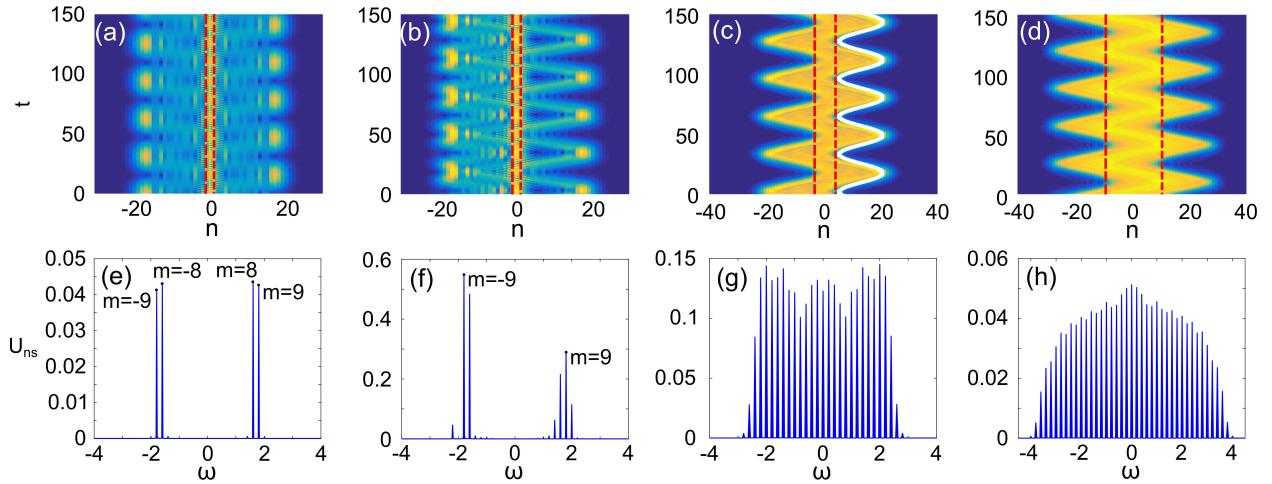 (a) (b) (c) (d)
150 150 150 150
100 100 100 100
50 50 50 50
0 0 0 0
t
-20 0 20 -20 0 20 -40 -20 0 20 40 -40 -20 0 20 40
n n n n
(e) (f) (g) (h)
0.05 0.6 0.15 0.06
0.04 0.4 0.1 0.04
0.03 0.2 0.05 0.02
0.02 0 0 0
0.01
0
Uns
m=-8 m=8
m=-9 m=9
m=-9
m=9
-4 -2 0 2 4 -4 -2 0 2 4 -4 -2 0 2 4 -4 -2 0 2 4
ω ω ω ω